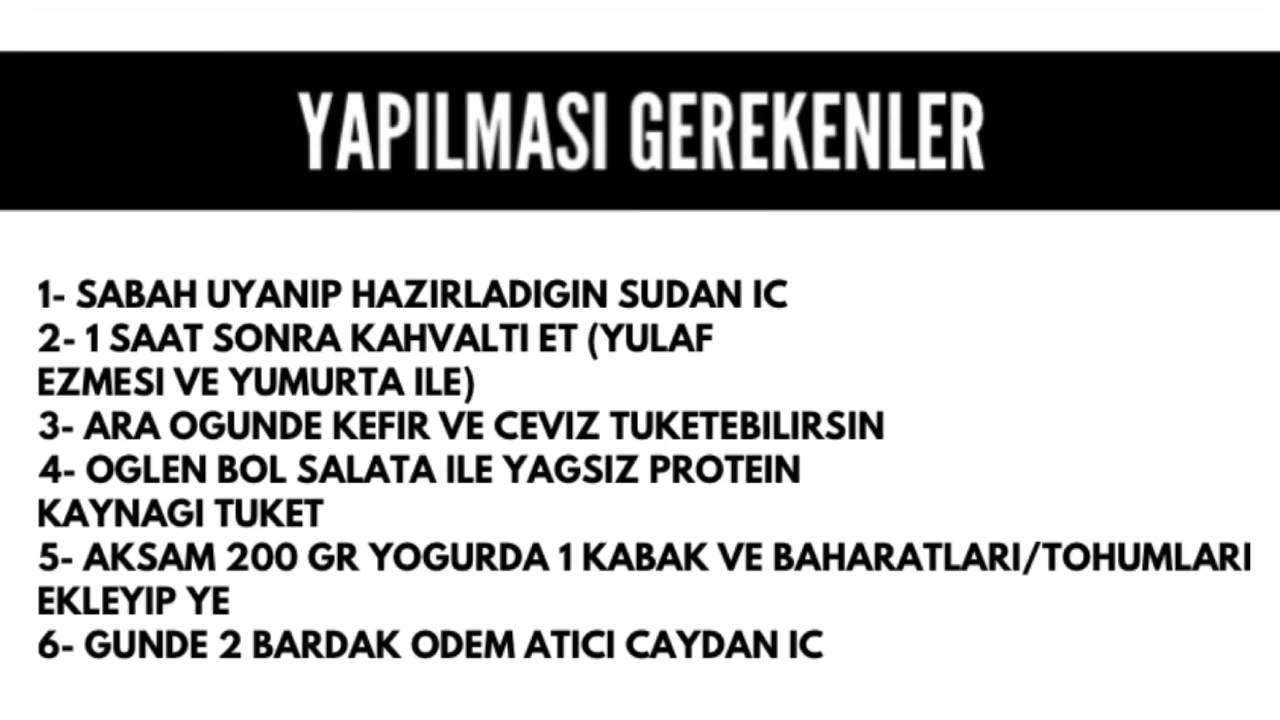 YAPILMASI GEREKENLER
1- SABAH UYANIP HAZIRLADIGIN SUDAN IC
2- 1 SAAT SONRA KAHVALTI ET (YULAF
EZMESI VE YUMURTA ILE)
3- ARA OGUNDE KEFIR VE CEVIZ TUKETEBILIRSIN
4- OGLEN BOL SALATA ILE YAGSIZ PROTEIN
KAYNAGI TUKET
5- AKSAM 200 GR YOGURDA 1 KABAK VE BAHARATLARI/TOHUMLARI
EKLEYIP YE
6- GUNDE 2 BARDAK ODEM ATICI CAYDAN IC